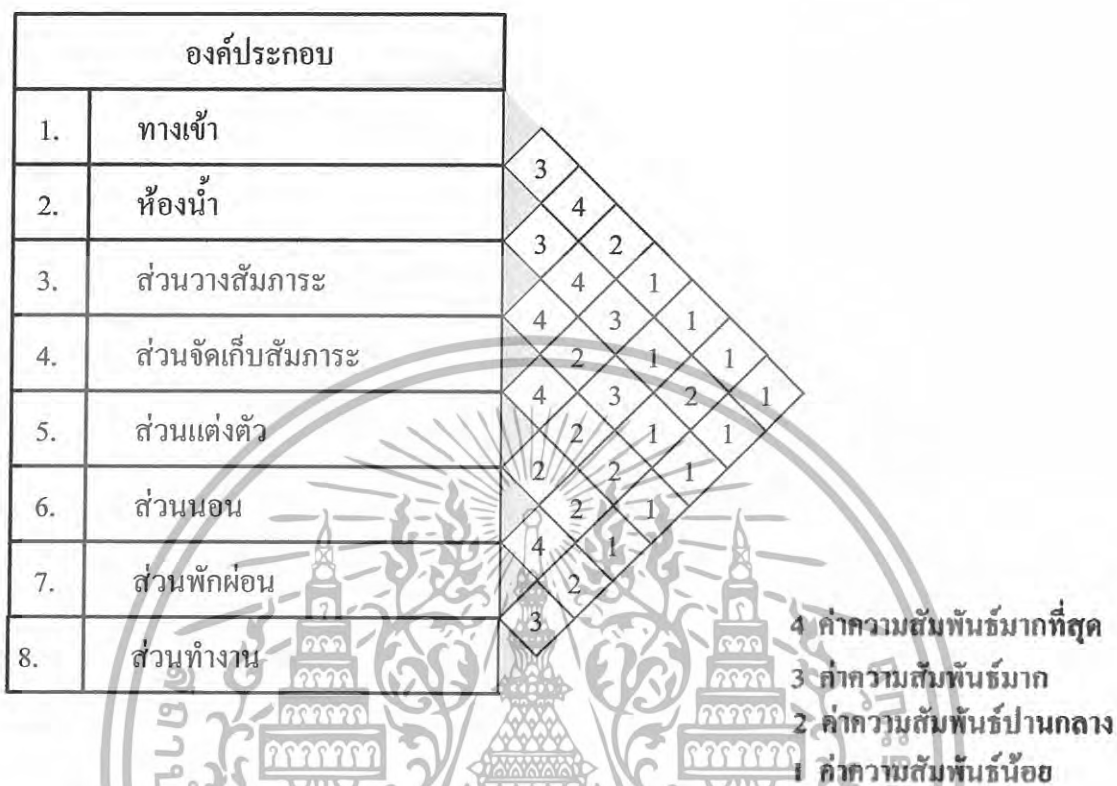 องค์ประกอบ
1. ทางเข้า
3
2. ห้องน้ำ 4
3 2
3. ส่วนวางสัมภาระ 4 1
4 3 1
4. ส่วนจัดเก็บสัมภาระ 2 1 1
4 3 2 1
5. ส่วนแต่งตัว 2 1 1
2 2 1
6. ส่วนนอน 2 1
4 1
7. ส่วนพักผ่อน 2
3
8. ส่วนทำงาน
4 ค่าความสัมพันธ์มากที่สุด
3 ค่าความสัมพันธ์มาก
2 ค่าความสัมพันธ์ปานกลาง
1 ค่าความสัมพันธ์น้อย